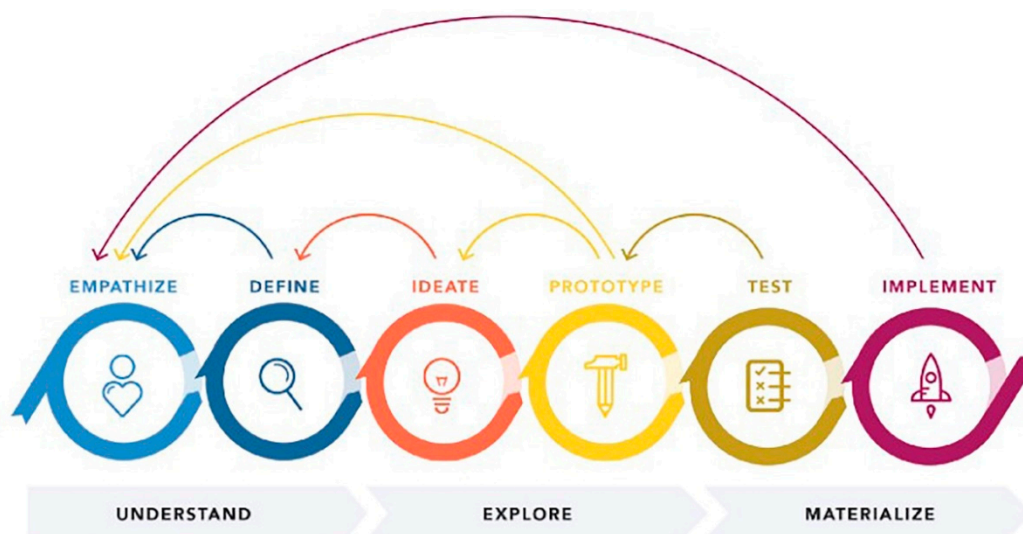 EMPATHIZE
DEFINE
IDEATE
PROTOTYPE
TEST
IMPLEMENT
UNDERSTAND
EXPLORE
MATERIALIZE